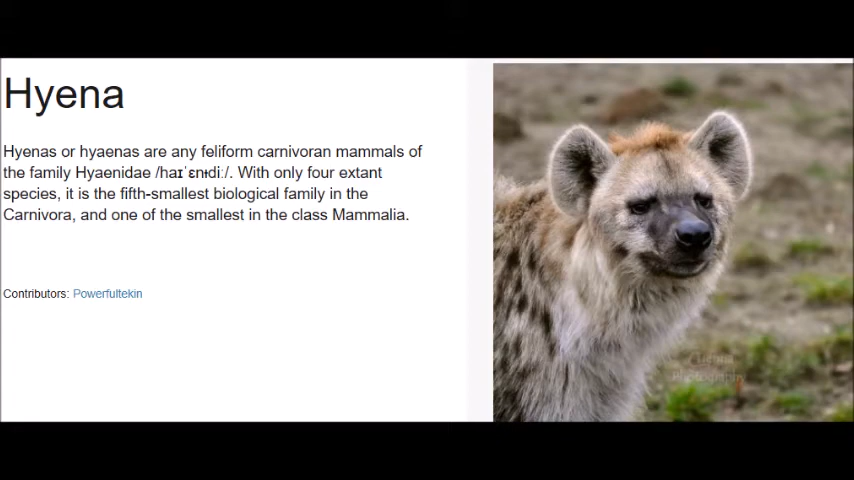 Hyena
Hyenas or hyaenas are any feliform carnivoran mammals of
the family Hyaenidae /haɪˈɛnɪdiː/. With only four extant
species, it is the fifth-smallest biological family in the
Carnivora, and one of the smallest in the class Mammalia.
Contributors: Powerfultekin
Photography